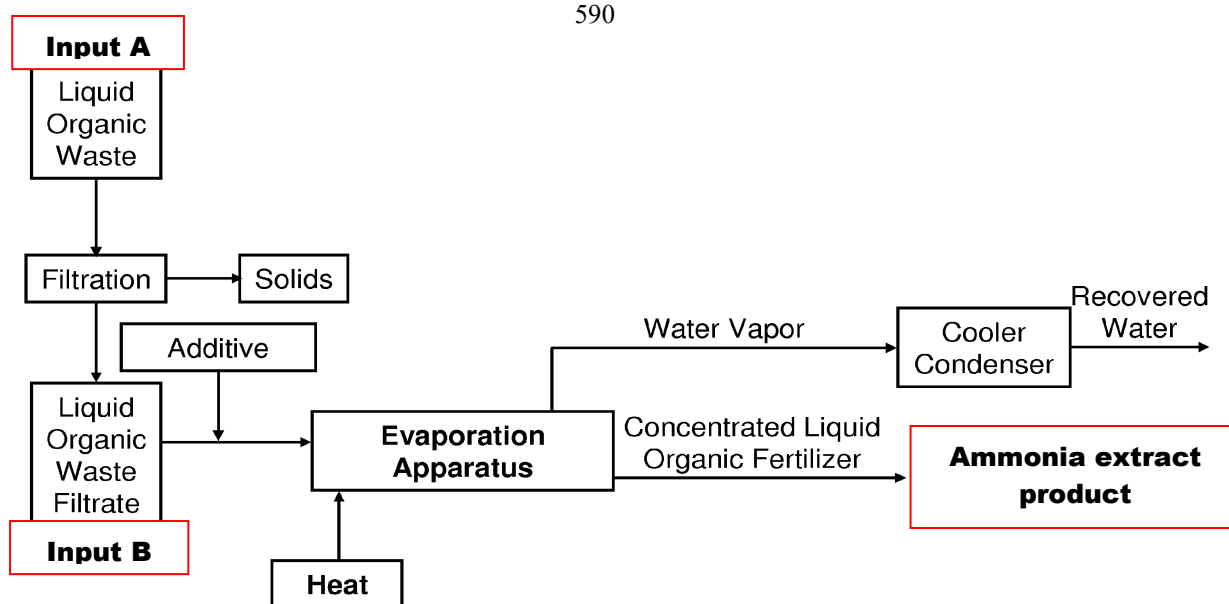 590
Input A
Liquid
Organic
Waste
Filtration
Solids
Additive
Liquid
Organic
Waste
Filtrate
Input B
Evaporation
Apparatus
Heat
Water Vapor
Cooler
Condenser
Recovered
Water
Concentrated Liquid
Organic Fertilizer
Ammonia extract
product